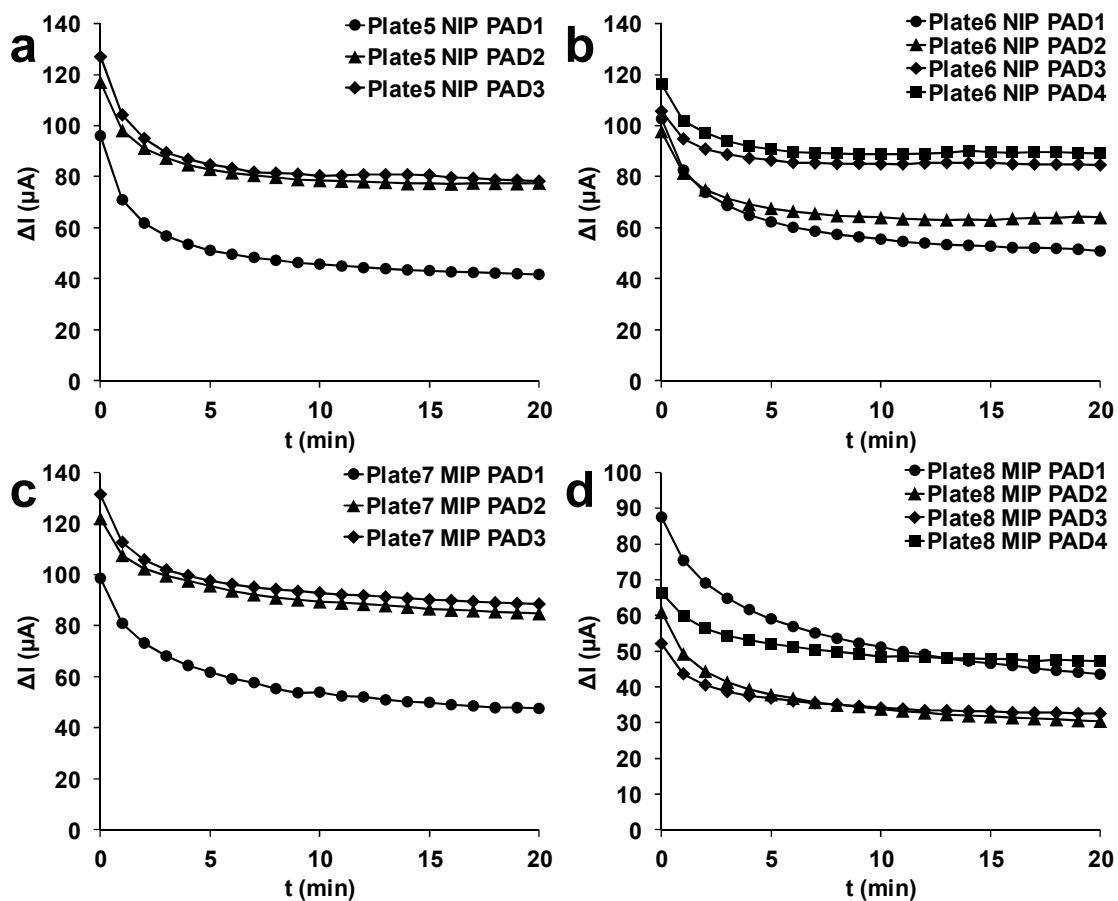 a
Plate5 NIP PAD1
Plate5 NIP PAD2
Plate5 NIP PAD3
140
120
100
80
60
40
20
0
ΔI (µA)
0 5 10 15 20
t (min)
b
Plate6 NIP PAD1
Plate6 NIP PAD2
Plate6 NIP PAD3
Plate6 NIP PAD4
140
120
100
80
60
40
20
0
ΔI (µA)
0 5 10 15 20
t (min)
c
Plate7 MIP PAD1
Plate7 MIP PAD2
Plate7 MIP PAD3
140
120
100
80
60
40
20
0
ΔI (µA)
0 5 10 15 20
t (min)
d
Plate8 MIP PAD1
Plate8 MIP PAD2
Plate8 MIP PAD3
Plate8 MIP PAD4
100
90
80
70
60
50
40
30
20
10
0
ΔI (µA)
0 5 10 15 20
t (min)